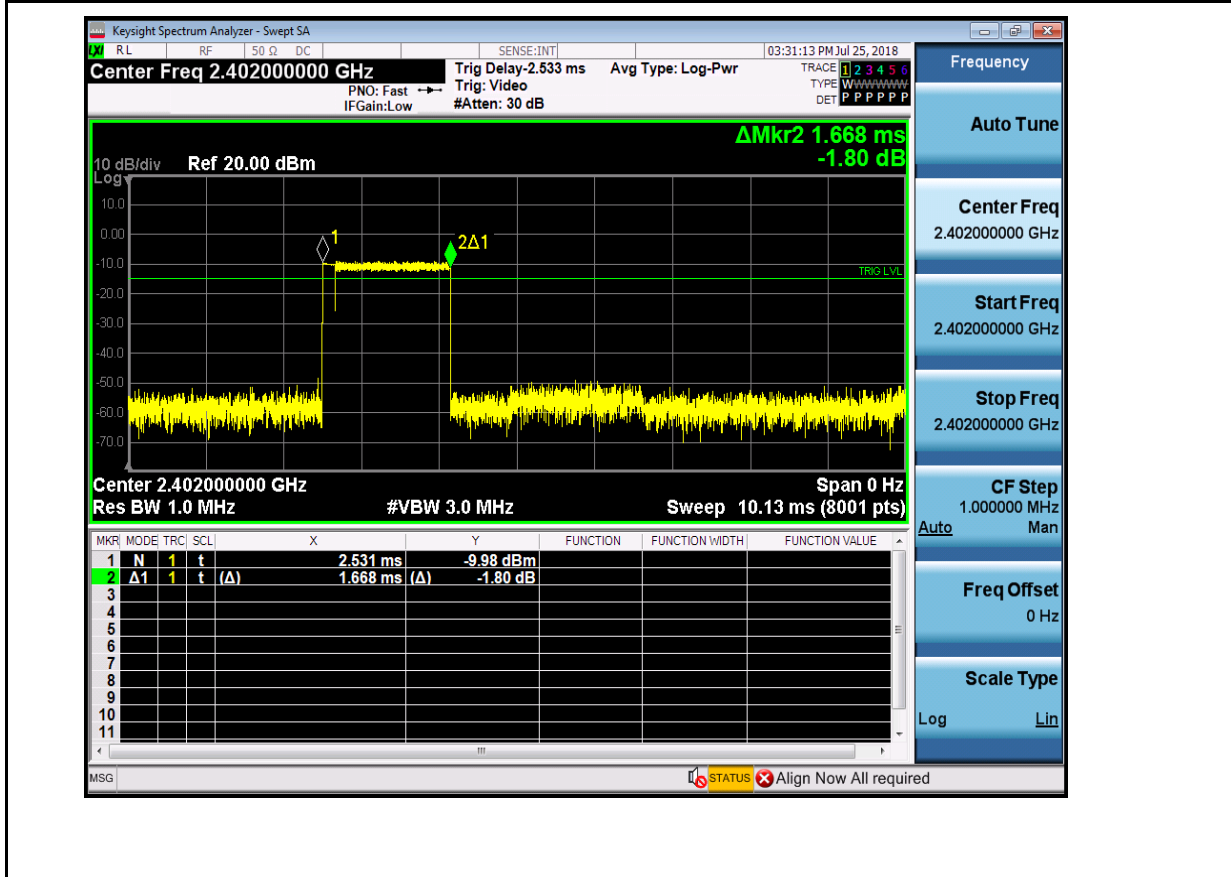 Keysight Spectrum Analyzer - Swept SA
LXI RL RF 50 Ω DC SENSE:INT 03:31:13 PM Jul 25, 2018
Center Freq 2.402000000 GHz
PNO: Fast
IFGain:Low
Trig Delay-2.533 ms
Trig: Video
#Atten: 30 dB
Avg Type: Log-Pwr
TRACE 1 2 3 4 5 6
TYPE WWWWWW
DET P P P P P P
ΔMkr2 1.668 ms
-1.80 dB
10 dB/div Ref 20.00 dBm
Log
10.0
0.00
-10.0
-20.0
-30.0
-40.0
-50.0
-60.0
-70.0
1
2Δ1
TRIG LVL
Center 2.402000000 GHz Span 0 Hz
Res BW 1.0 MHz #VBW 3.0 MHz Sweep 10.13 ms (8001 pts)
MKR MODE TRC SCL X Y FUNCTION FUNCTION WIDTH FUNCTION VALUE
1 N 1 t 2.531 ms -9.98 dBm
2 Δ1 1 t (Δ) 1.668 ms (Δ) -1.80 dB
3
4
5
6
7
8
9
10
11
MSG STATUS Align Now All required
Frequency
Auto Tune
Center Freq
2.402000000 GHz
Start Freq
2.402000000 GHz
Stop Freq
2.402000000 GHz
CF Step
1.000000 MHz
Auto Man
Freq Offset
0 Hz
Scale Type
Log Lin